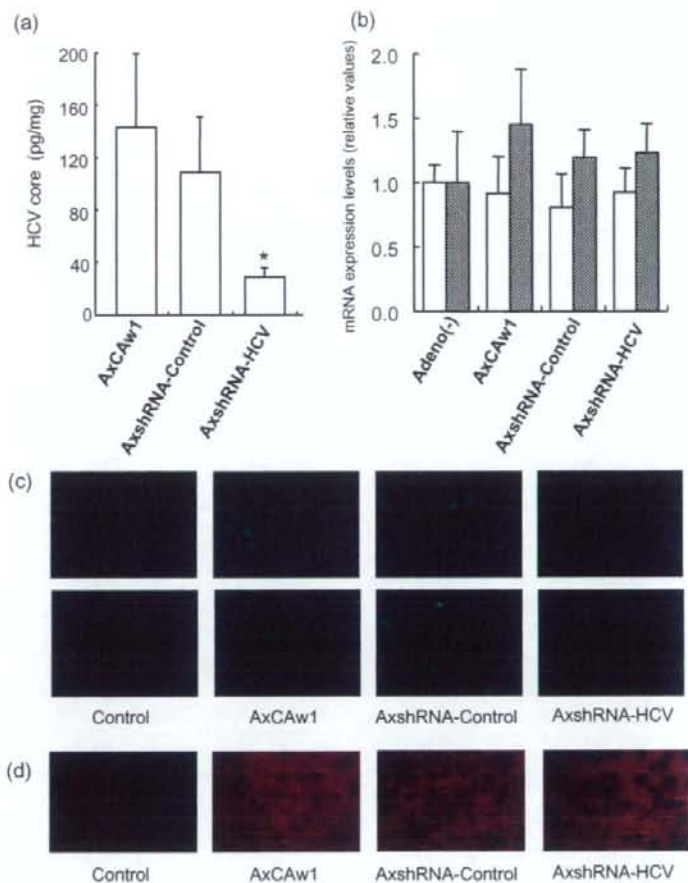 (a)
HCV core (pg/mg)
200
160
120
80
40
0
*
AxCAw1
AxshRNA-Control
AxshRNA-HCV
(b)
mRNA expression levels (relative values)
2.0
1.5
1.0
0.5
0.0
Adeno(-)
AxCAw1
AxshRNA-Control
AxshRNA-HCV
(c)
Control AxCAw1 AxshRNA-Control AxshRNA-HCV
(d)
Control AxCAw1 AxshRNA-Control AxshRNA-HCV